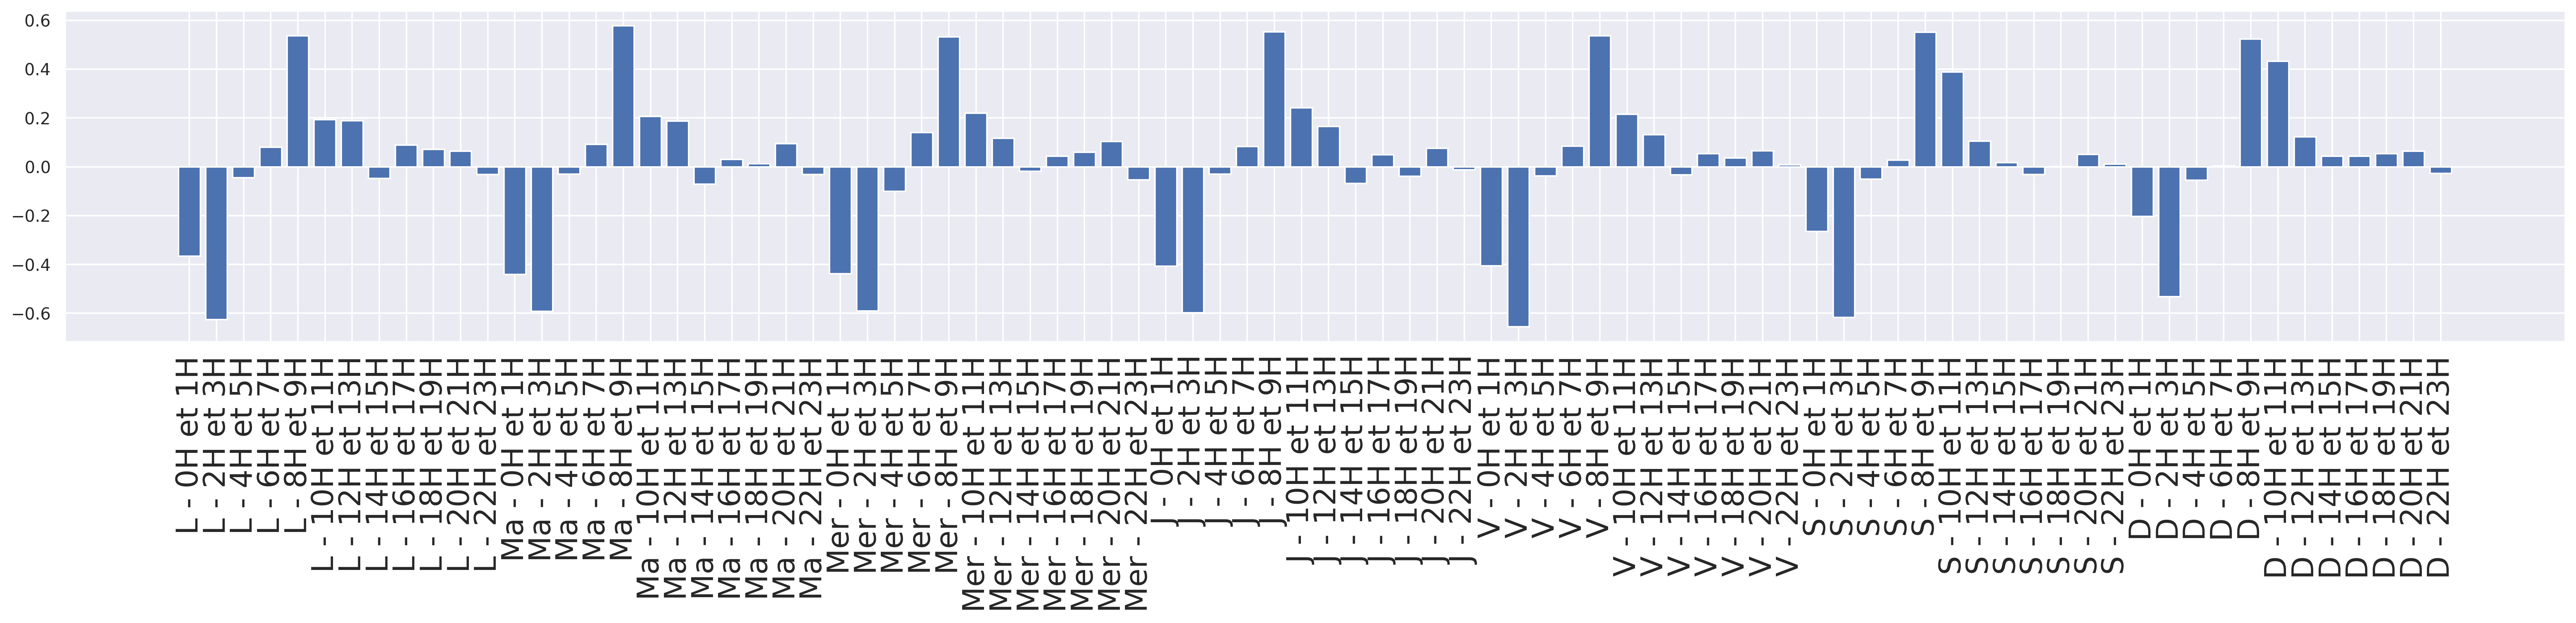 0.6
0.4
0.2
0.0
−0.2
−0.4
−0.6
L - 0H et 1H
L - 2H et 3H
L - 4H et 5H
L - 6H et 7H
L - 8H et 9H
L - 10H et 11H
L - 12H et 13H
L - 14H et 15H
L - 16H et 17H
L - 18H et 19H
L - 20H et 21H
L - 22H et 23H
Ma - 0H et 1H
Ma - 2H et 3H
Ma - 4H et 5H
Ma - 6H et 7H
Ma - 8H et 9H
Ma - 10H et 11H
Ma - 12H et 13H
Ma - 14H et 15H
Ma - 16H et 17H
Ma - 18H et 19H
Ma - 20H et 21H
Ma - 22H et 23H
Mer - 0H et 1H
Mer - 2H et 3H
Mer - 4H et 5H
Mer - 6H et 7H
Mer - 8H et 9H
Mer - 10H et 11H
Mer - 12H et 13H
Mer - 14H et 15H
Mer - 16H et 17H
Mer - 18H et 19H
Mer - 20H et 21H
Mer - 22H et 23H
J - 0H et 1H
J - 2H et 3H
J - 4H et 5H
J - 6H et 7H
J - 8H et 9H
J - 10H et 11H
J - 12H et 13H
J - 14H et 15H
J - 16H et 17H
J - 18H et 19H
J - 20H et 21H
J - 22H et 23H
V - 0H et 1H
V - 2H et 3H
V - 4H et 5H
V - 6H et 7H
V - 8H et 9H
V - 10H et 11H
V - 12H et 13H
V - 14H et 15H
V - 16H et 17H
V - 18H et 19H
V - 20H et 21H
V - 22H et 23H
S - 0H et 1H
S - 2H et 3H
S - 4H et 5H
S - 6H et 7H
S - 8H et 9H
S - 10H et 11H
S - 12H et 13H
S - 14H et 15H
S - 16H et 17H
S - 18H et 19H
S - 20H et 21H
S - 22H et 23H
D - 0H et 1H
D - 2H et 3H
D - 4H et 5H
D - 6H et 7H
D - 8H et 9H
D - 10H et 11H
D - 12H et 13H
D - 14H et 15H
D - 16H et 17H
D - 18H et 19H
D - 20H et 21H
D - 22H et 23H